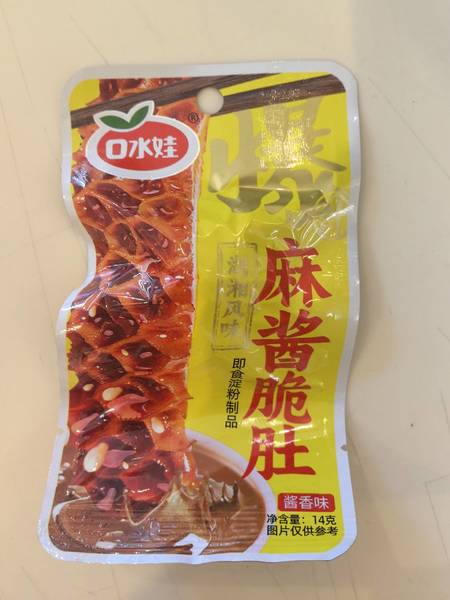 口水娃
®
爆
潇湘风味
麻酱脆肚
即食淀粉制品
酱香味
净含量：14克
图片仅供参考